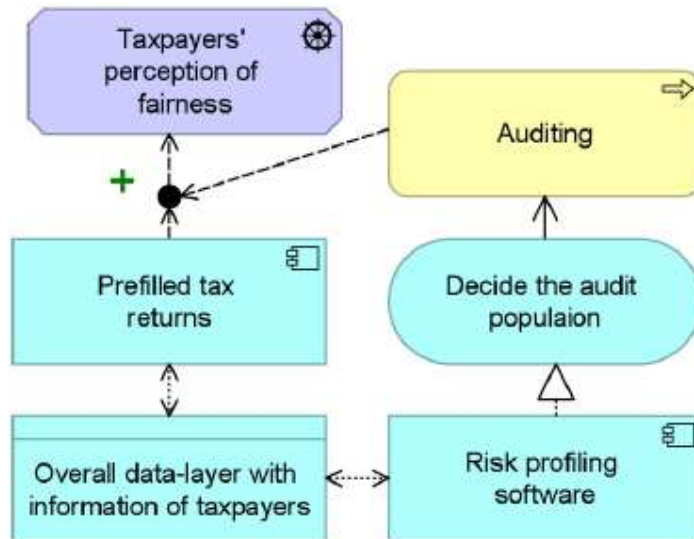 Taxpayers'
perception of
fairness
Auditing
+
Prefilled tax
returns
Decide the audit
populaion
Overall data-layer with
information of taxpayers
Risk profiling
software